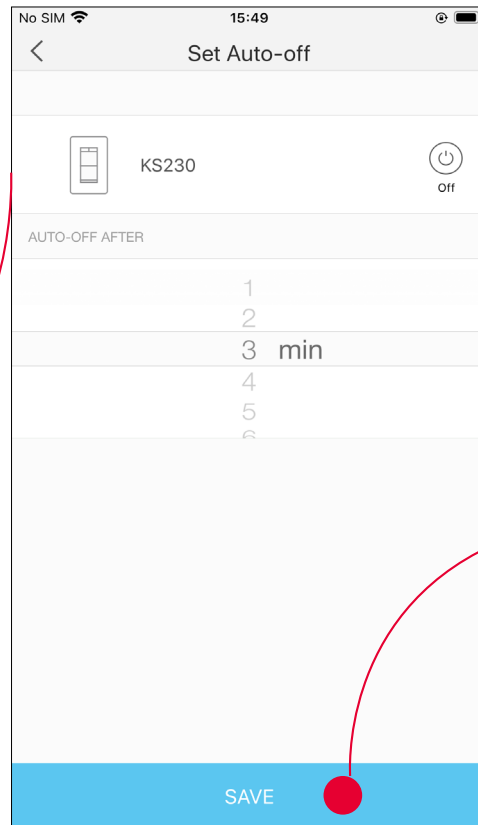 No SIM 15:49
Set Auto-off
KS230
Off
AUTO-OFF AFTER
1
2
3 min
4
5
6
SAVE